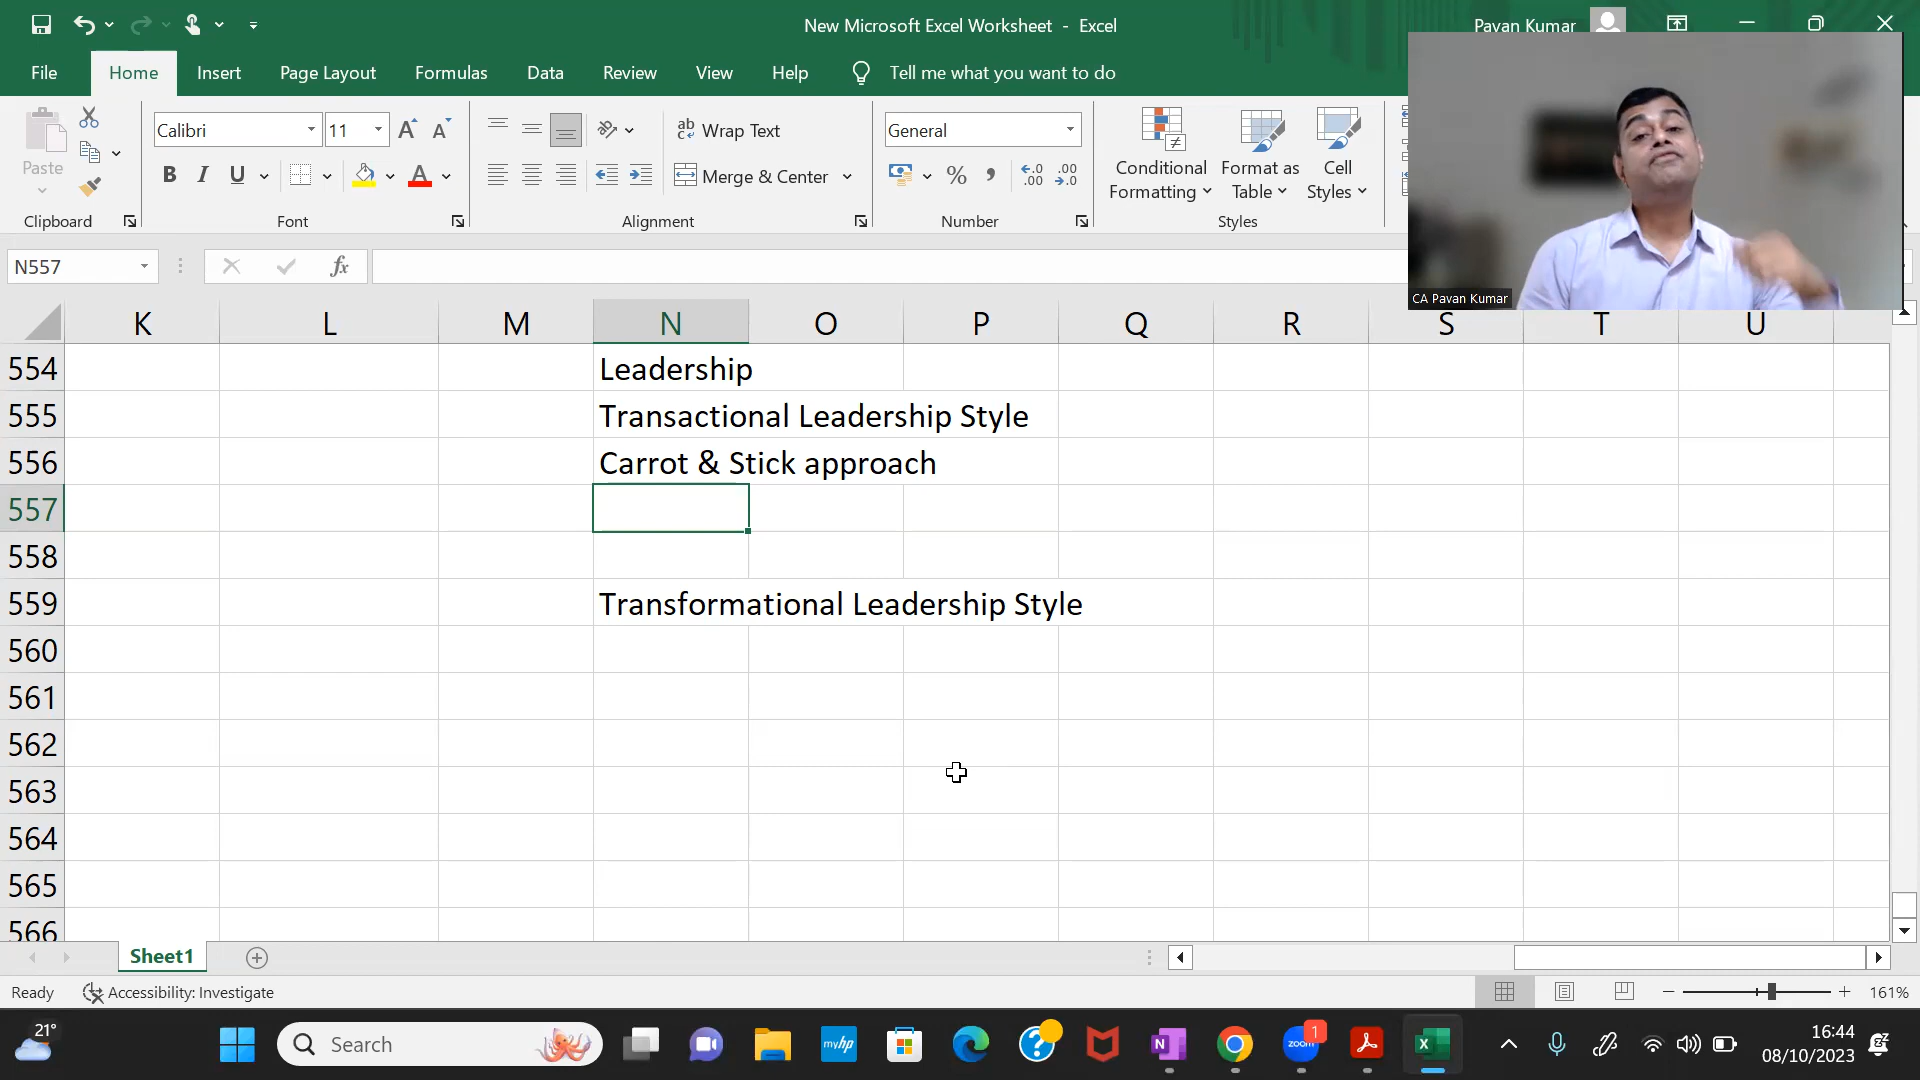 New Microsoft Excel Worksheet - Excel
Pavan Kumar
File Home Insert Page Layout Formulas Data Review View Help Tell me what you want to do
Calibri 11 ab Wrap Text General
Paste B I U Merge & Center % Conditional Formatting Format as Table Cell Styles
Clipboard Font Alignment Number Styles
CA Pavan Kumar
N557 fx
K L M N O P Q R S T U
554 Leadership
555 Transactional Leadership Style
556 Carrot & Stick approach
557
558
559 Transformational Leadership Style
560
561
562
563
564
565
566
Sheet1
Ready Accessibility: Investigate 161%
21° Search myhp zoom 1 16:44
08/10/2023